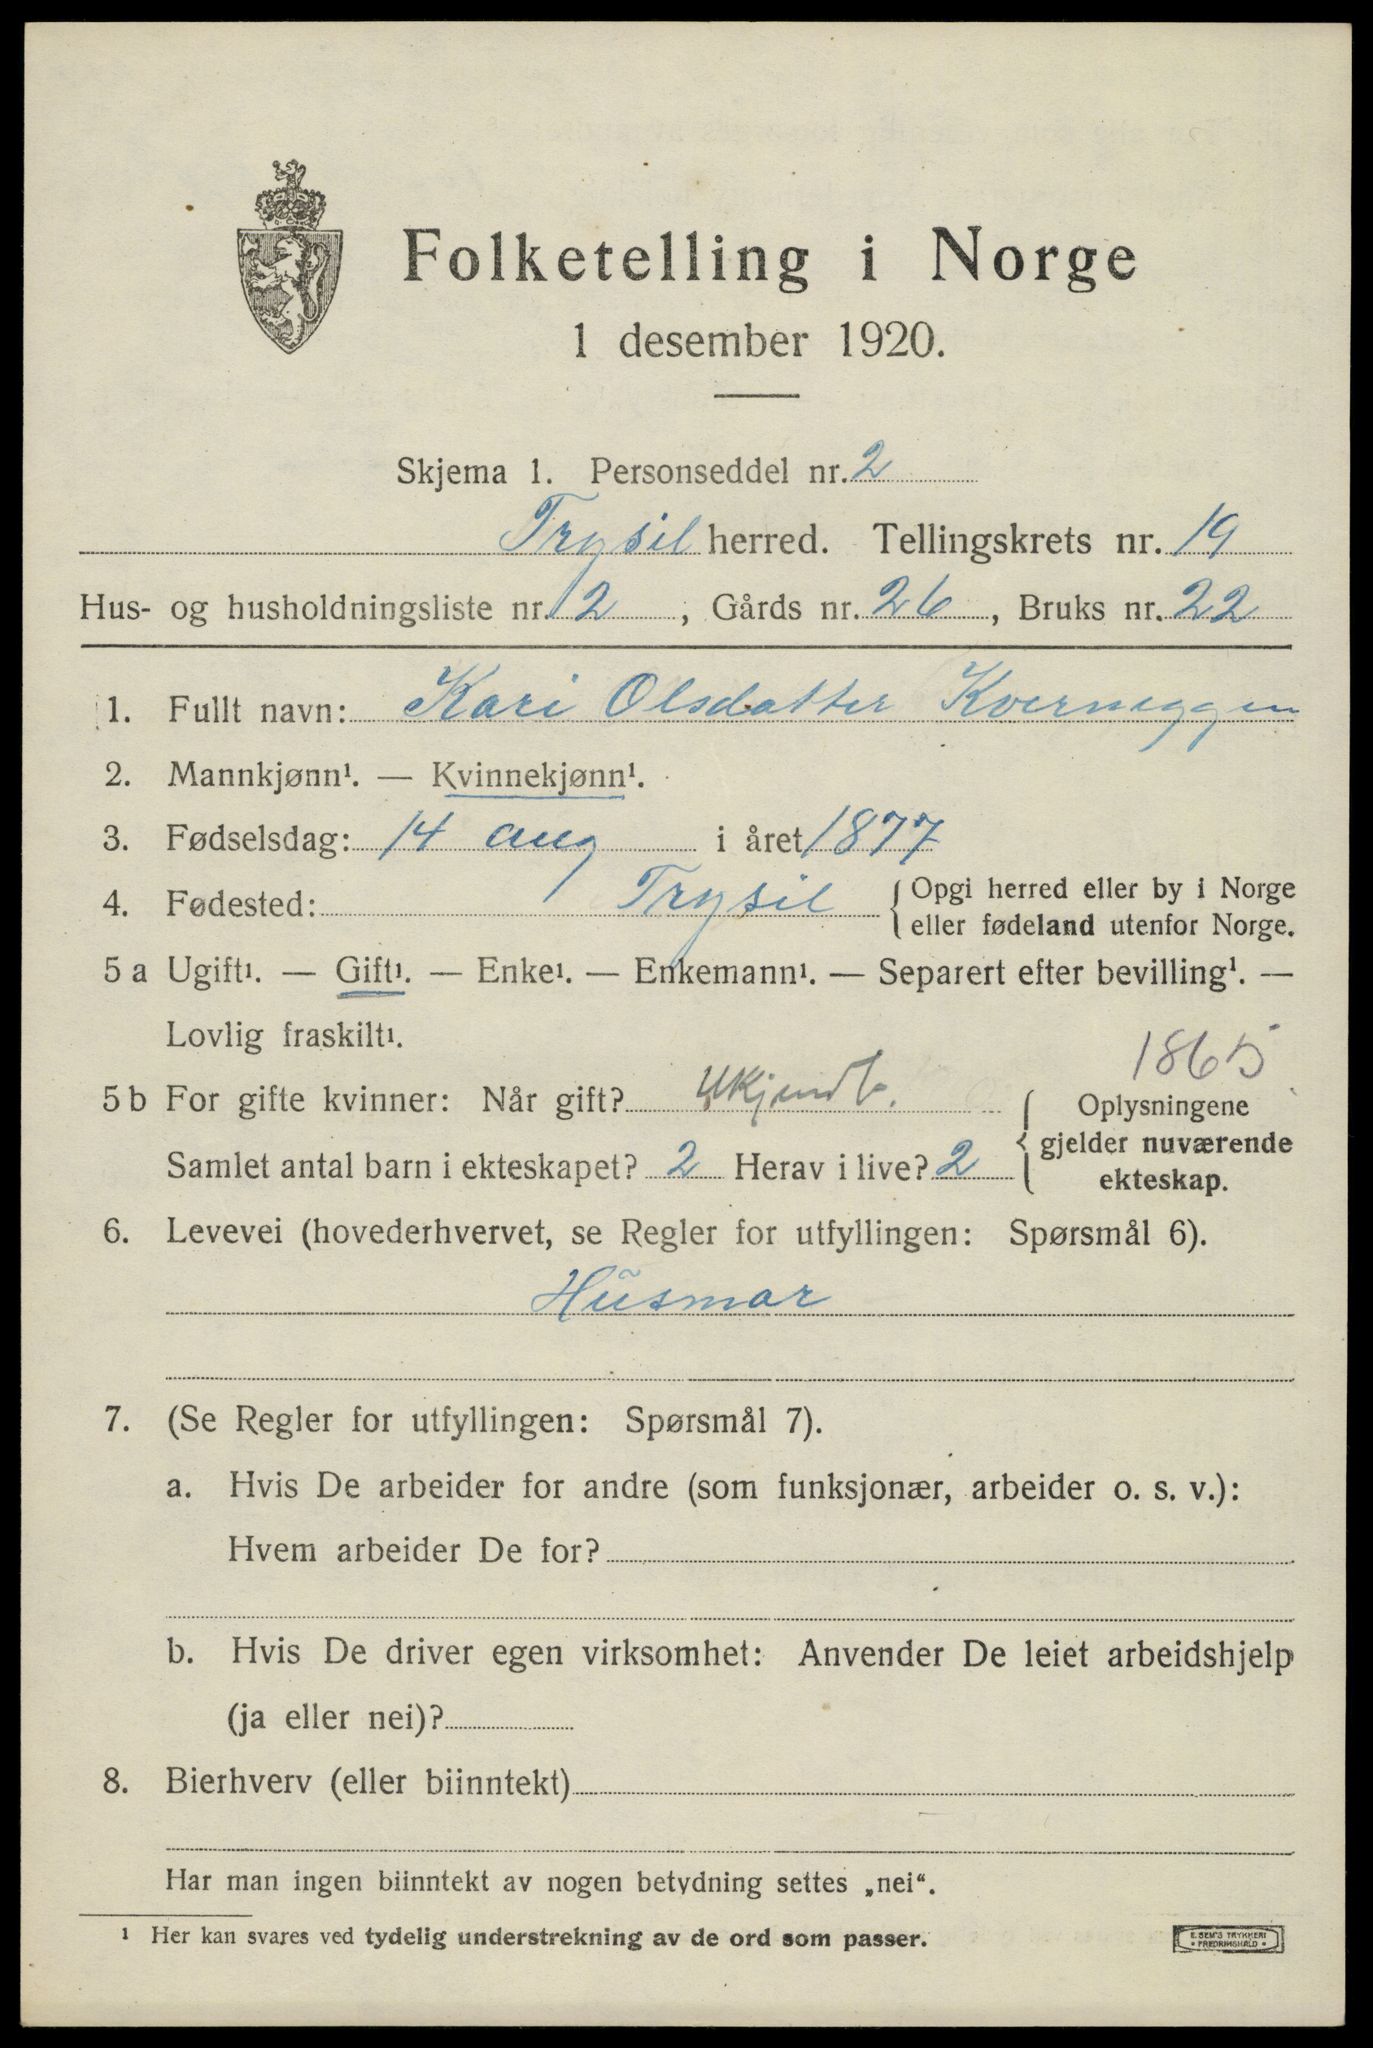 Folketelling i Norge
1 desember 1920.
Skjema 1. Personseddel nr. 2
Trysil herred. Tellingskrets nr. 19
Hus- og husholdningsliste nr. 2, Gårds nr. 26, Bruks nr. 22
1. Fullt navn: Kari Olsdatter Kverneggen
2. Mannkjønn¹. — Kvinnekjønn¹.
3. Fødselsdag: 14 aug i året 1877
4. Fødested: Trysil { Opgi herred eller by i Norge
eller fødeland utenfor Norge.
5 a Ugift¹. — Gift¹. — Enke¹. — Enkemann¹. — Separert efter bevilling¹. —
Lovlig fraskilt¹.
1865
5 b For gifte kvinner: Når gift? Ukjendt. { Oplysningene
gjelder nuværende
Samlet antal barn i ekteskapet? 2 Herav i live? 2
ekteskap.
6. Levevei (hovederhvervet, se Regler for utfyllingen: Spørsmål 6).
Husmor
7. (Se Regler for utfyllingen: Spørsmål 7).
a. Hvis De arbeider for andre (som funksjonær, arbeider o. s. v.):
Hvem arbeider De for?
b. Hvis De driver egen virksomhet: Anvender De leiet arbeidshjelp
(ja eller nei)?
8. Bierhverv (eller biinntekt)
Har man ingen biinntekt av nogen betydning settes „nei“.
¹ Her kan svares ved tydelig understrekning av de ord som passer.
E. SEM'S TRYKKERI
• FREDRIKSHALD •